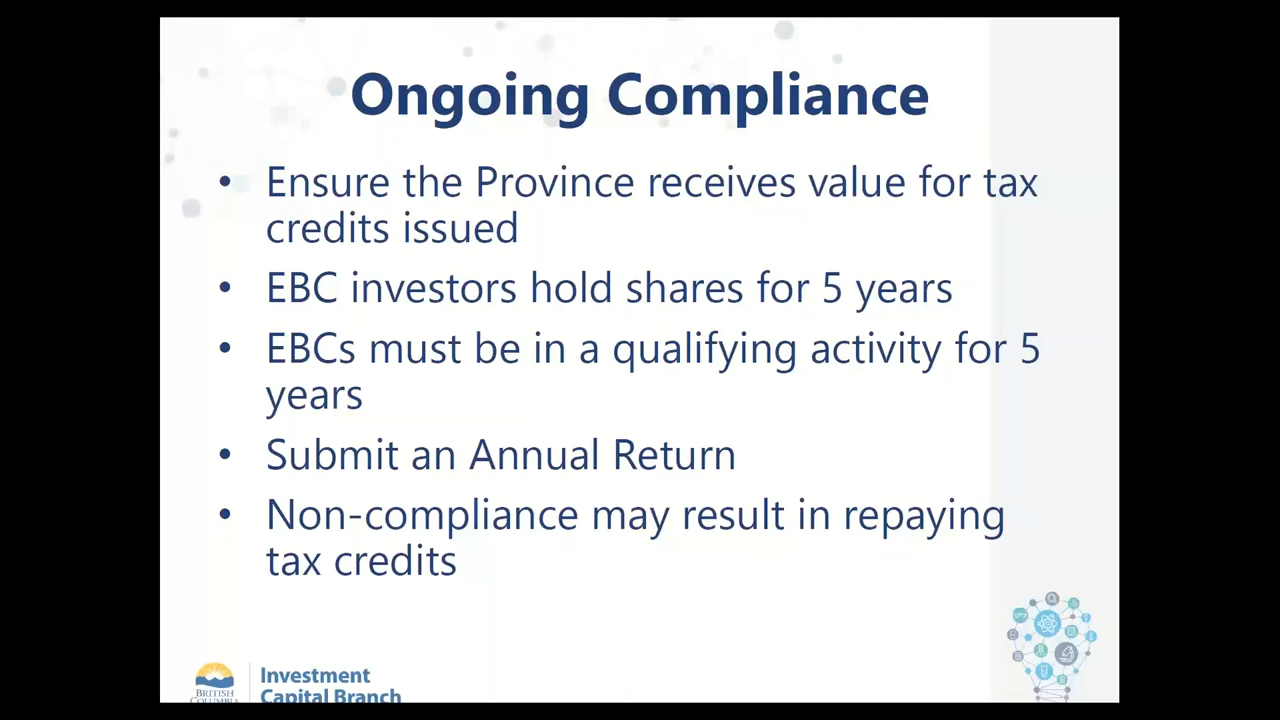 Ongoing Compliance
• Ensure the Province receives value for tax
credits issued
• EBC investors hold shares for 5 years
• EBCs must be in a qualifying activity for 5
years
• Submit an Annual Return
• Non-compliance may result in repaying
tax credits
BRITISH
COLUMBIA
Investment
Capital Branch